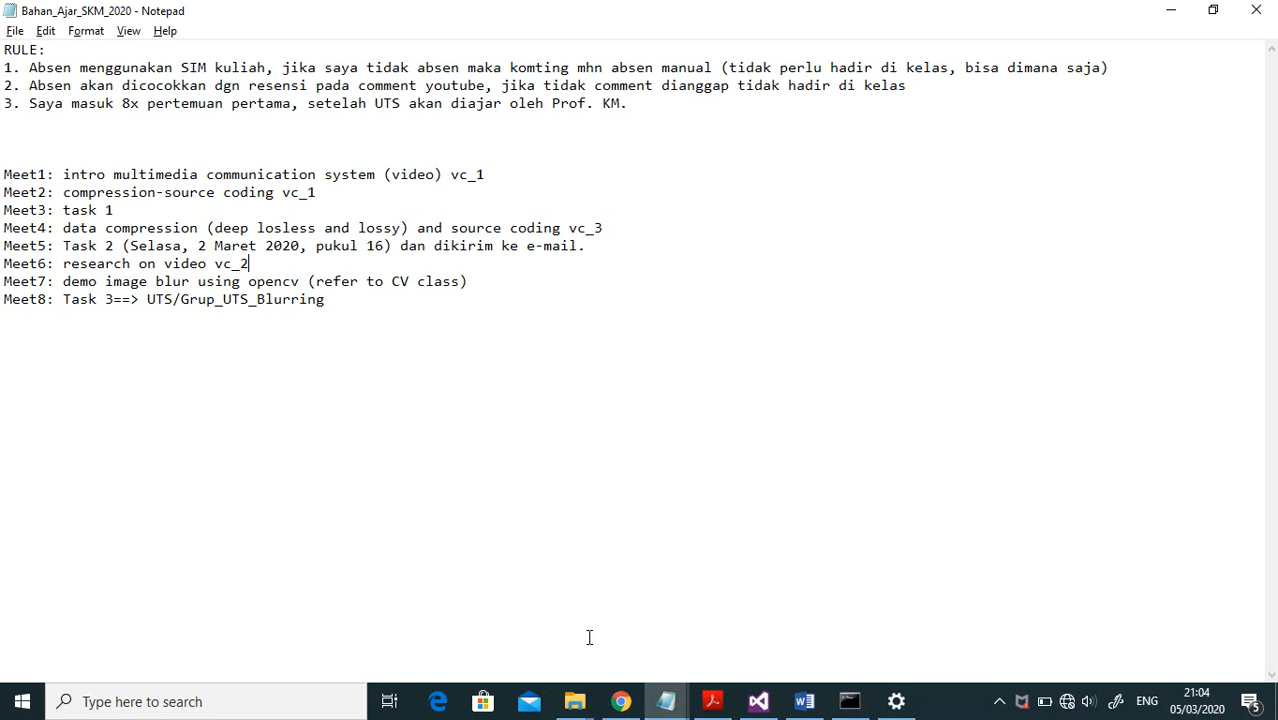 Bahan_Ajar_SKM_2020 - Notepad
File Edit Format View Help
RULE:
1. Absen menggunakan SIM kuliah, jika saya tidak absen maka komting mhn absen manual (tidak perlu hadir di kelas, bisa dimana saja)
2. Absen akan dicocokkan dgn resensi pada comment youtube, jika tidak comment dianggap tidak hadir di kelas
3. Saya masuk 8x pertemuan pertama, setelah UTS akan diajar oleh Prof. KM.
Meet1: intro multimedia communication system (video) vc_1
Meet2: compression-source coding vc_1
Meet3: task 1
Meet4: data compression (deep losless and lossy) and source coding vc_3
Meet5: Task 2 (Selasa, 2 Maret 2020, pukul 16) dan dikirim ke e-mail.
Meet6: research on video vc_2
Meet7: demo image blur using opencv (refer to CV class)
Meet8: Task 3==> UTS/Grup_UTS_Blurring
Type here to search
ENG
21:04
05/03/2020
5